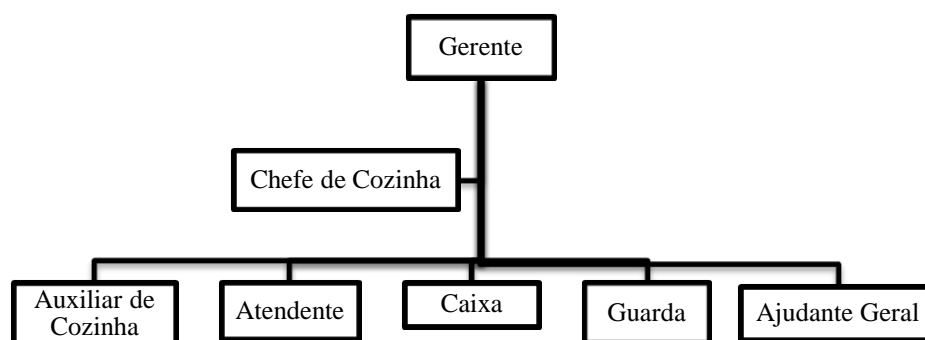 Gerente
Chefe de Cozinha
Auxiliar de
Cozinha
Atendente
Caixa
Guarda
Ajudante Geral